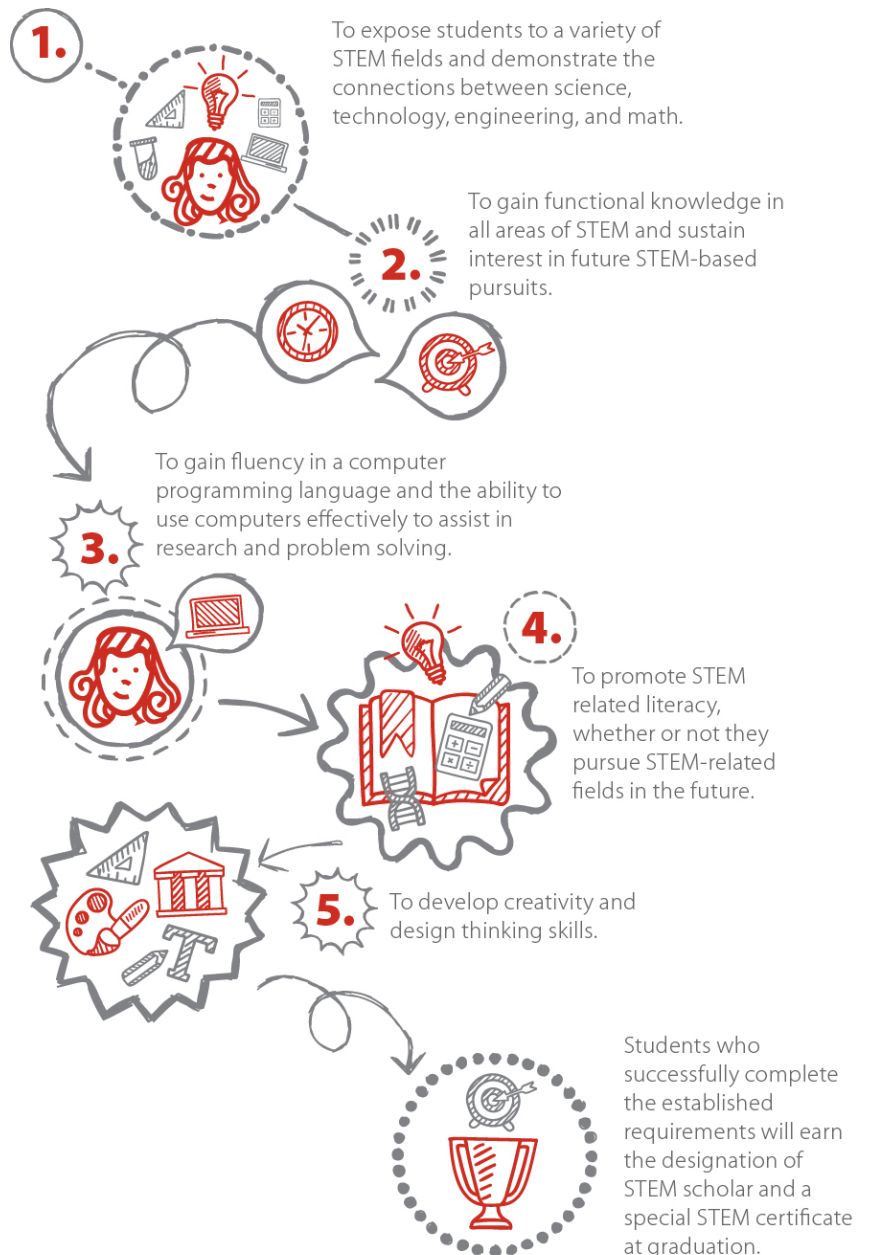 1.
To expose students to a variety of
STEM fields and demonstrate the
connections between science,
technology, engineering, and math.
2.
To gain functional knowledge in
all areas of STEM and sustain
interest in future STEM-based
pursuits.
3.
To gain fluency in a computer
programming language and the ability to
use computers effectively to assist in
research and problem solving.
4.
To promote STEM
related literacy,
whether or not they
pursue STEM-related
fields in the future.
5.
To develop creativity and
design thinking skills.
T
Students who
successfully complete
the established
requirements will earn
the designation of
STEM scholar and a
special STEM certificate
at graduation.